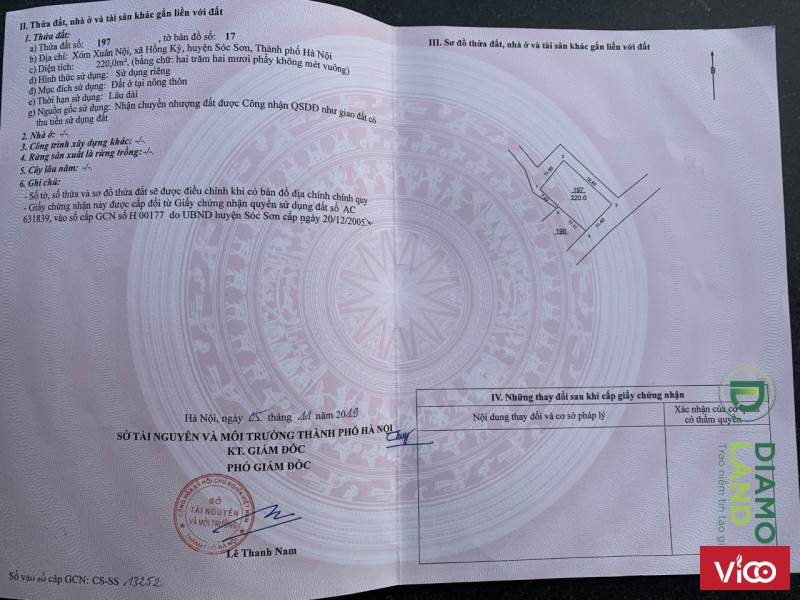 II. Thửa đất, nhà ở và tài sản khác gắn liền với đất
1. Thửa đất:
a) Thửa đất số: 197 , tờ bản đồ số: 17
b) Địa chỉ: Xóm Xuân Nội, xã Hồng Kỳ, huyện Sóc Sơn, Thành phố Hà Nội
c) Diện tích: 220,0m², (bằng chữ: hai trăm hai mươi phẩy không mét vuông)
d) Hình thức sử dụng: Sử dụng riêng
đ) Mục đích sử dụng: Đất ở tại nông thôn
e) Thời hạn sử dụng: Lâu dài
g) Nguồn gốc sử dụng: Nhận chuyển nhượng đất được Công nhận QSDĐ như giao đất có
thu tiền sử dụng đất
2. Nhà ở: -/-.
3. Công trình xây dựng khác: -/-.
4. Rừng sản xuất là rừng trồng:-/-.
5. Cây lâu năm: -/-.
6. Ghi chú:
- Số tờ, số thửa và sơ đồ thửa đất sẽ được điều chỉnh khi có bản đồ địa chính chính quy
- Giấy chứng nhận này được cấp đổi từ Giấy chứng nhận quyền sử dụng đất số AC
631839, vào sổ cấp GCN số H 00177 do UBND huyện Sóc Sơn cấp ngày 20/12/2005.
Hà Nội, ngày 05 tháng 11 năm 2019
SỞ TÀI NGUYÊN VÀ MÔI TRƯỜNG THÀNH PHỐ HÀ NỘI
KT. GIÁM ĐỐC
PHÓ GIÁM ĐỐC
SỞ
TÀI NGUYÊN
VÀ MÔI TRƯỜNG
Lê Thanh Nam
Số vào sổ cấp GCN: CS-SS 13252
III. Sơ đồ thửa đất, nhà ở và tài sản khác gắn liền với đất
B
197
220.0
196
IV. Những thay đổi sau khi cấp giấy chứng nhận
Nội dung thay đổi và cơ sở pháp lý
Xác nhận của cơ quan
có thẩm quyền
DIAMO
LAND
Trao niềm tin tạo gi
ViCO